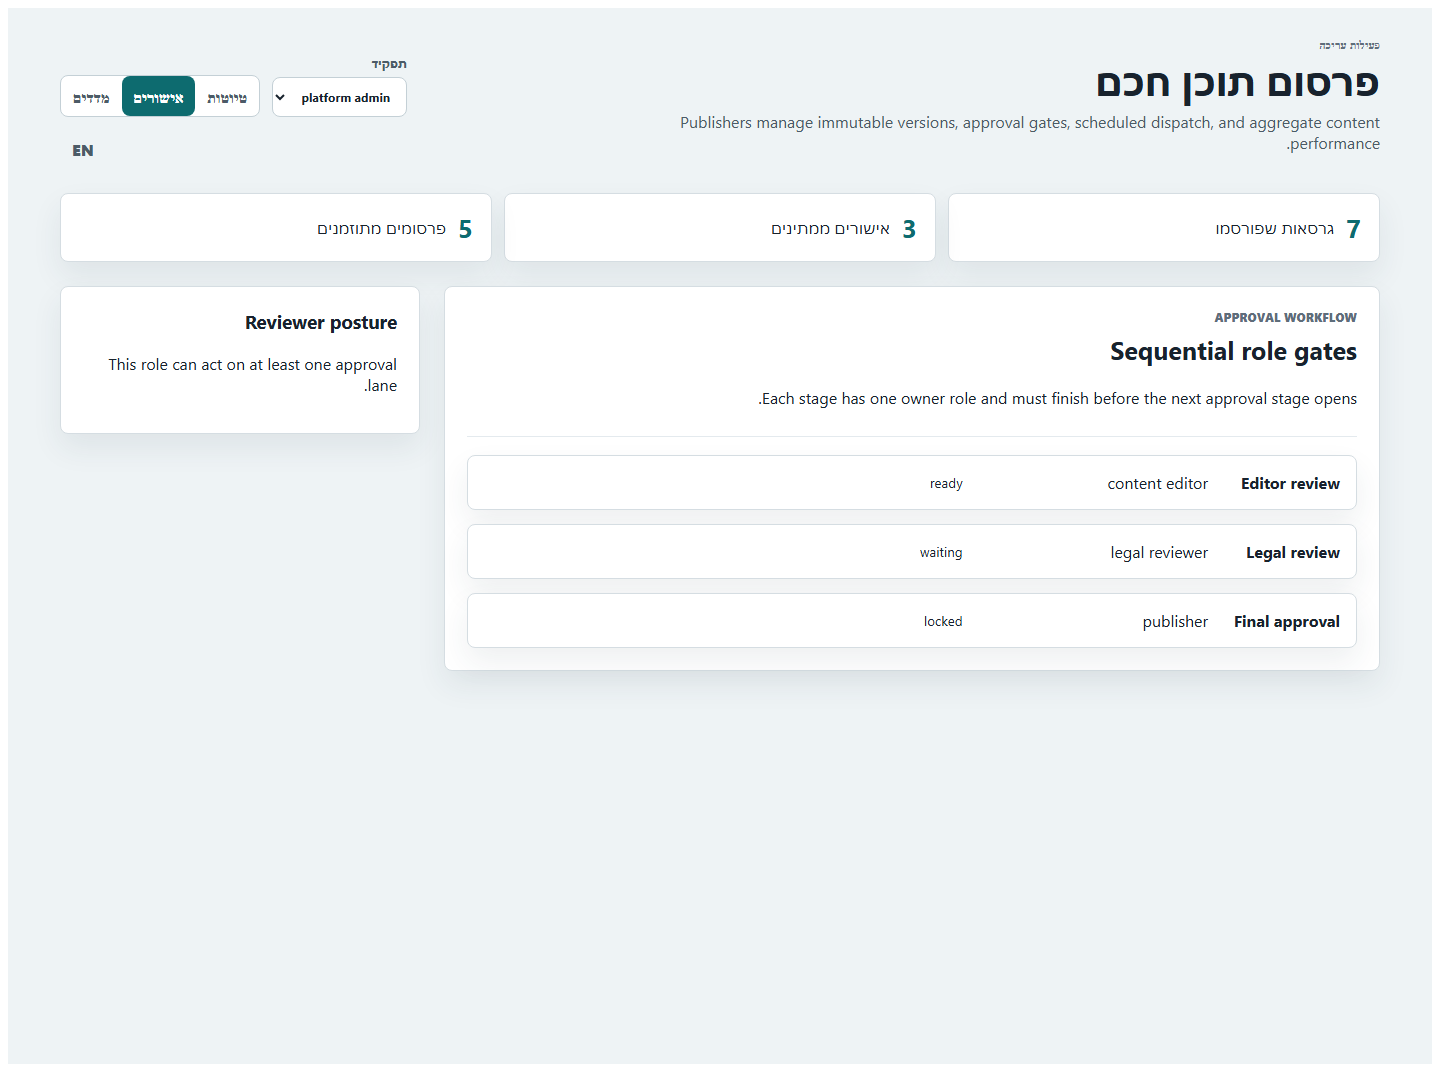 פעילות עריכה
פרסום תוכן חכם
Publishers manage immutable versions, approval gates, scheduled dispatch, and aggregate content
performance.
תפקיד
platform admin
טיוטות
אישורים
מדדים
EN
7 גרסאות שפורסמו
3 אישורים ממתינים
5 פרסומים מתוזמנים
APPROVAL WORKFLOW
Sequential role gates
Each stage has one owner role and must finish before the next approval stage opens.
Editor review content editor ready
Legal review legal reviewer waiting
Final approval publisher locked
Reviewer posture
This role can act on at least one approval
lane.